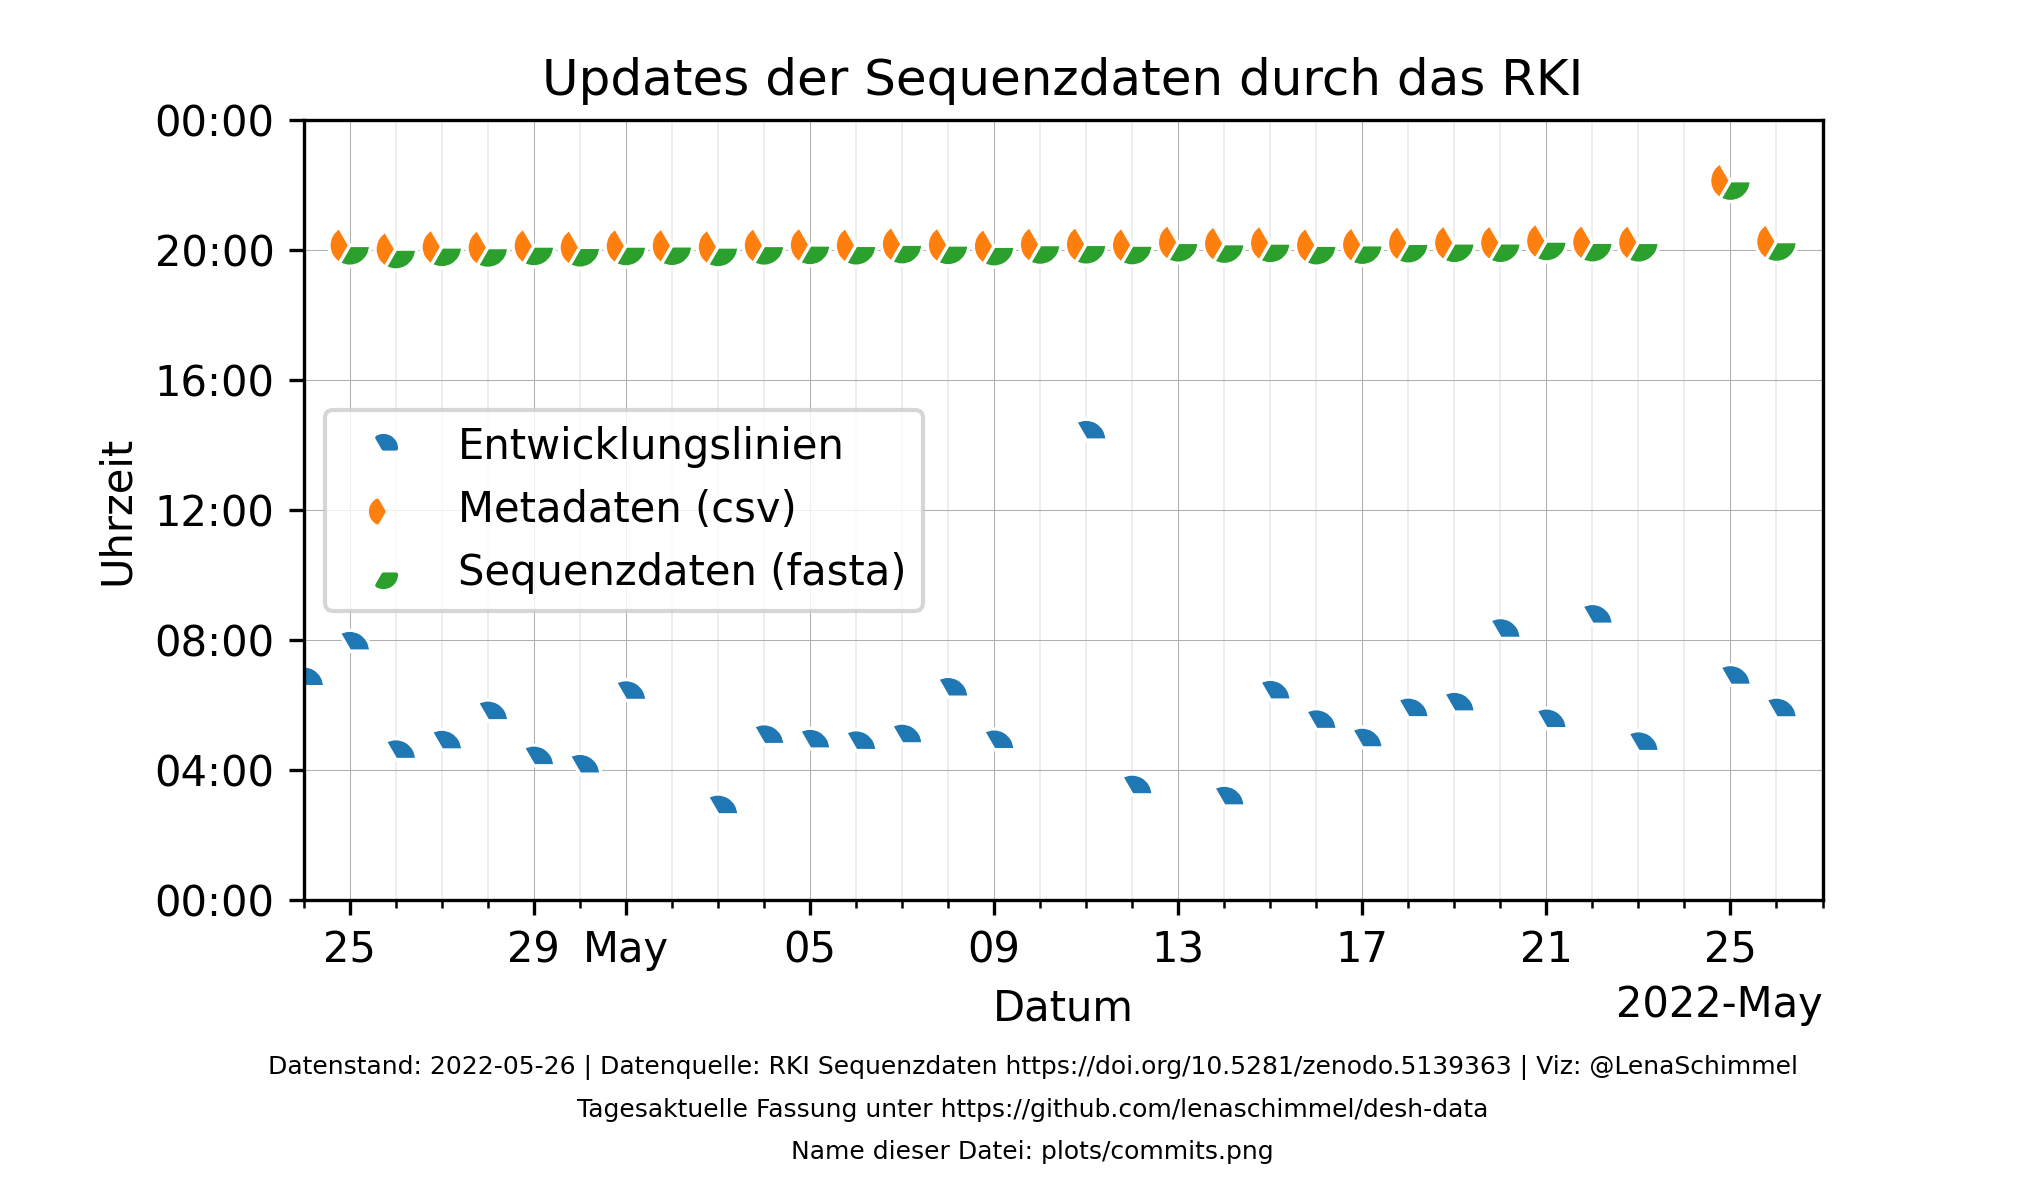 Updates der Sequenzdaten durch das RKI
00:00
20:00
16:00
12:00
08:00
04:00
00:00
Uhrzeit
Entwicklungslinien
Metadaten (csv)
Sequenzdaten (fasta)
25 29 May 05 09 13 17 21 25
Datum
2022-May
Datenstand: 2022-05-26 | Datenquelle: RKI Sequenzdaten https://doi.org/10.5281/zenodo.5139363 | Viz: @LenaSchimmel
Tagesaktuelle Fassung unter https://github.com/lenaschimmel/desh-data
Name dieser Datei: plots/commits.png